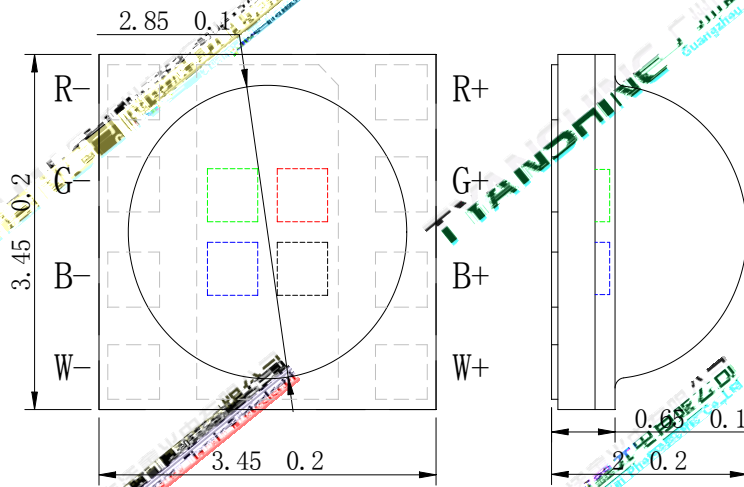 2.85 0.1
R-
R+
G-
G+
3.45 0.2
B-
B+
W-
W+
0.65 0.1
3.45 0.2
2 0.2
TIANSHINE
Guangzhou